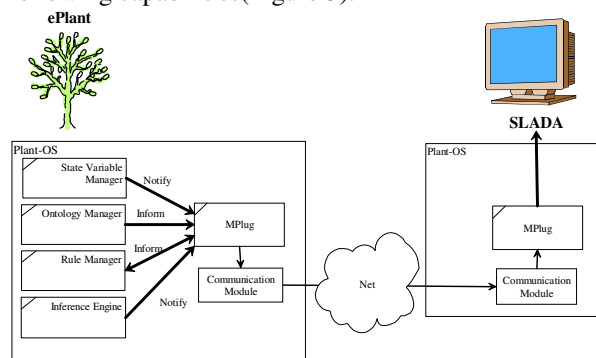 ePlant
SLADA
Plant-OS
State Variable
Manager
Notify
Ontology Manager
Inform
MPlug
Inform
Rule Manager
Communication
Module
Inference Engine
Notify
Net
Plant-OS
MPlug
Communication
Module